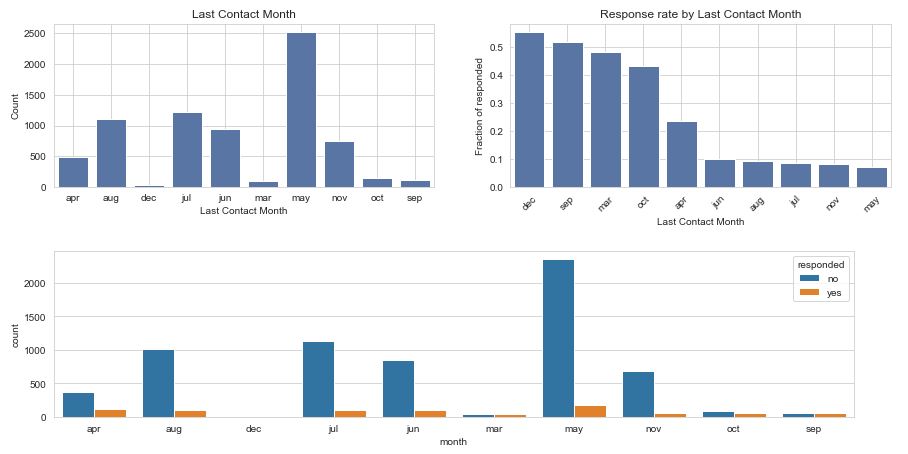 Last Contact Month
Count
2500
2000
1500
1000
500
0
apr aug dec jul jun mar may nov oct sep
Last Contact Month
Response rate by Last Contact Month
Fraction of responded
0.5
0.4
0.3
0.2
0.1
0.0
dec sep mar oct apr jun aug jul nov may
Last Contact Month
count
2000
1500
1000
500
0
responded
no
yes
apr aug dec jul jun mar may nov oct sep
month